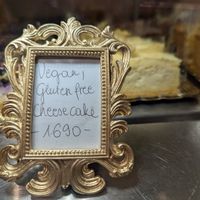 Vegan,
Gluten free
Cheese cake
- 1690 -